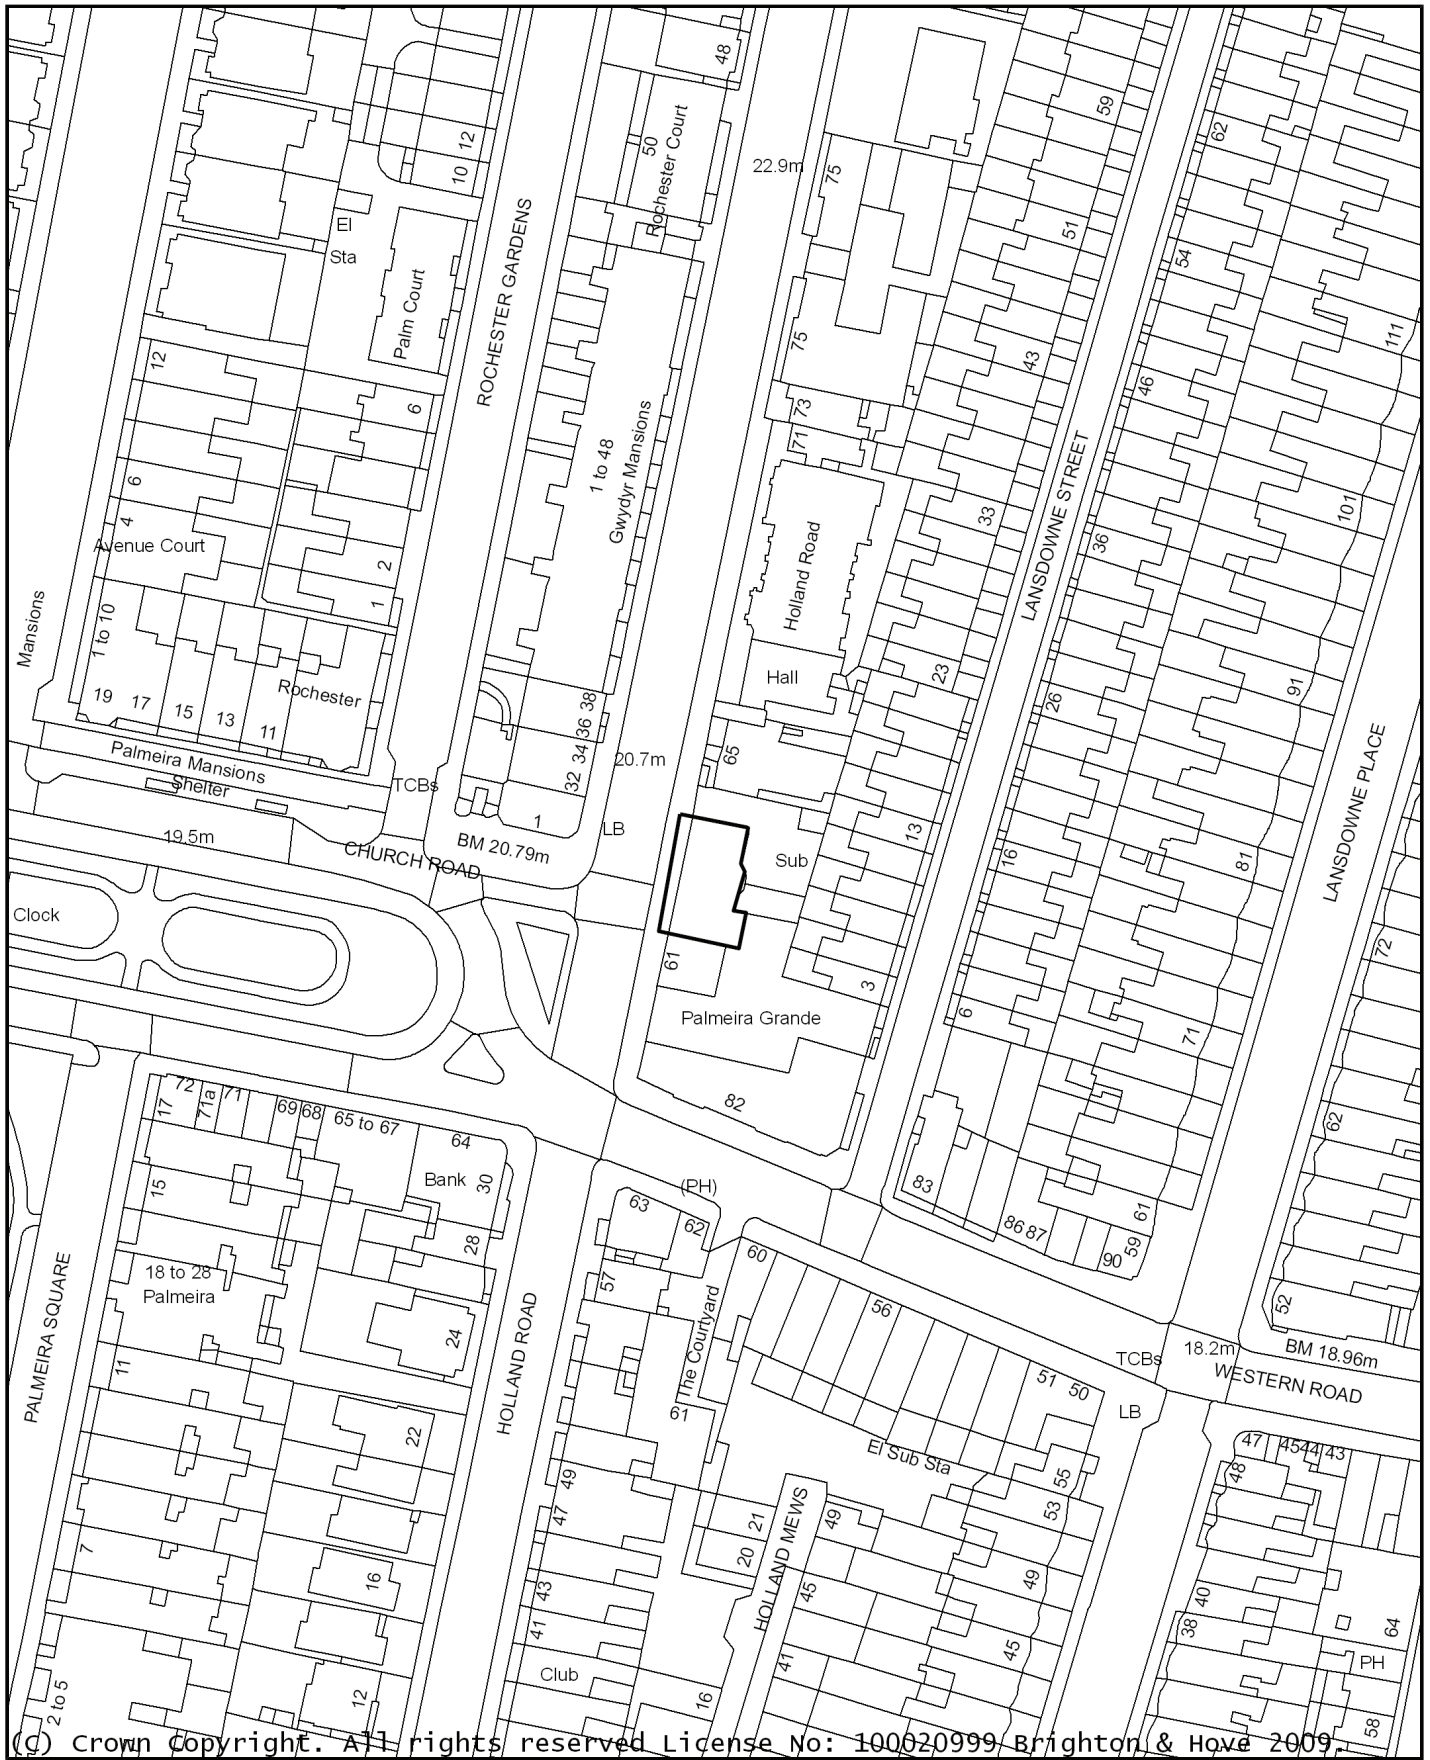 48
12
10
50
Rochester Court
22.9m
75
59
62
51
54
El
Sta
Palm Court
ROCHESTER GARDENS
12
6
75
43
46
111
73
71
1 to 48
Gwydyr Mansions
6
4
Avenue Court
2
1
33
36
101
LANSDOWNE STREET
Holland Road
Hall
Mansions
1 to 10
19
17
15
13
11
Rochester
23
26
91
Palmeira Mansions
Shelter
TCBs
38
36
34
32
20.7m
65
LANSDOWNE PLACE
19.5m
CHURCH ROAD
BM 20.79m
1
LB
Sub
13
16
81
Clock
61
3
6
72
Palmeira Grande
71
82
62
72
17
71a
71
69
68
65 to 67
64
Bank
30
15
28
18 to 28
Palmeira
(PH)
63
62
83
86
87
61
59
90
60
57
56
52
PALMEIRA SQUARE
HOLLAND ROAD
The Courtyard
24
11
TCBs
18.2m
BM 18.96m
WESTERN ROAD
51
50
LB
61
22
El Sub Sta
47
45
44
43
48
49
47
55
53
21
20
HOLLAND MEWS
49
7
16
43
41
45
49
40
38
64
PH
Club
45
41
2 to 5
12
16
58
(c) Crown Copyright. All rights reserved License No: 100020999 Brighton & Hove 2009.